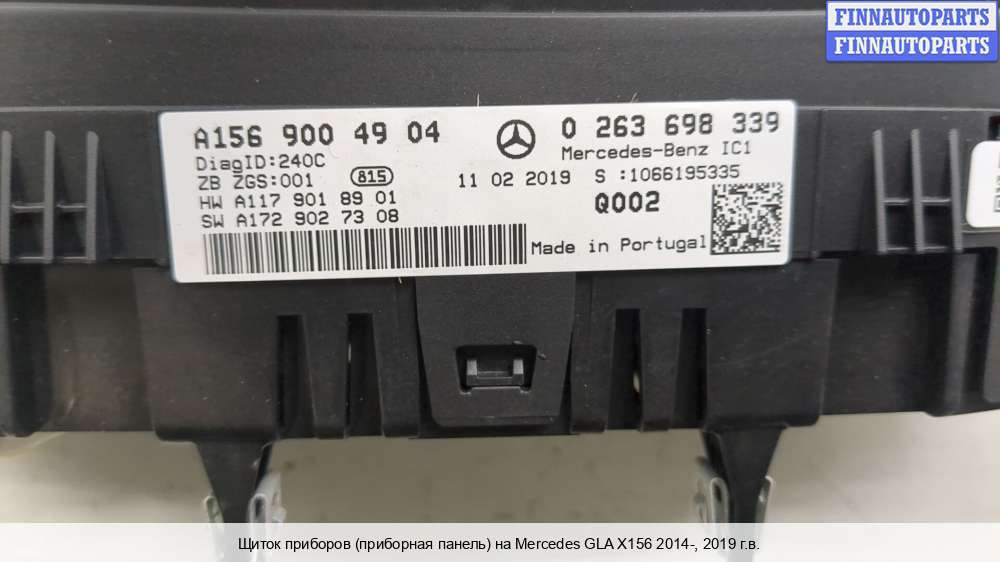 FINNAUTOPARTS
FINNAUTOPARTS
A156 900 49 04
0 263 698 339
DiagID:240C
Mercedes-Benz IC1
ZB ZGS:001
815
11 02 2019 S :1066195335
HW A117 901 89 01
Q002
SW A172 902 73 08
Made in Portugal
Щиток приборов (приборная панель) на Mercedes GLA X156 2014-, 2019 г.в.